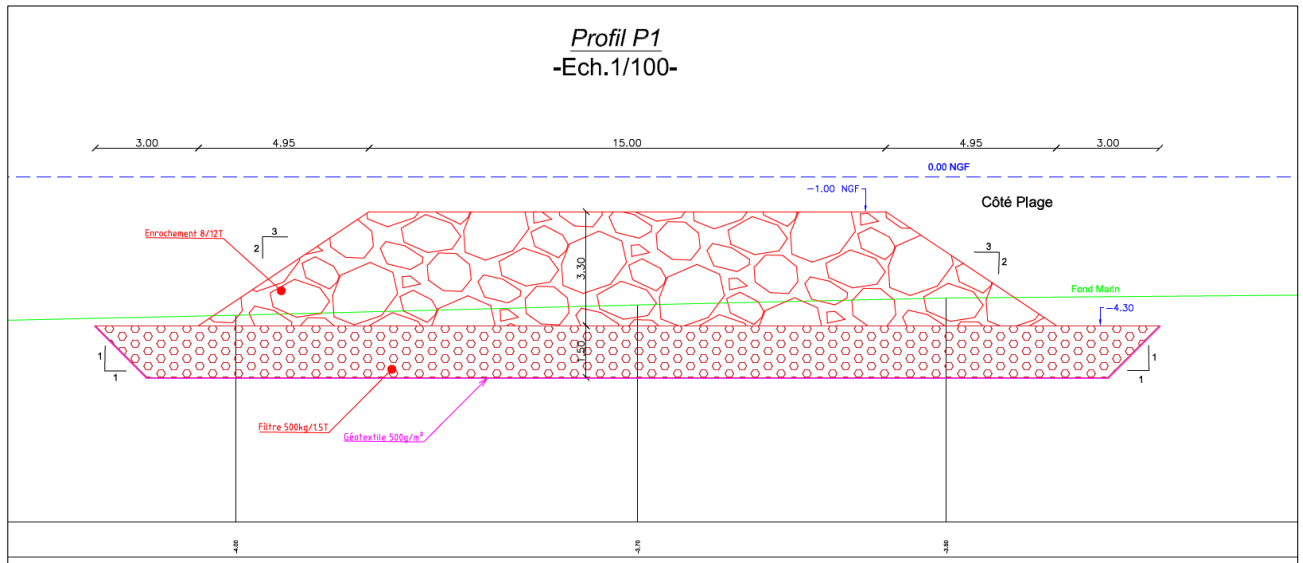 Profil P1
-Ech.1/100-
3.00 4.95 15.00 4.95 3.00
0.00 NGF
-1.00 NGF
Côté Plage
Enrochement 8/12T
3
2
3
2
3.30
Fond Marin
-4.30
1
1
1.50
1
1
Filtre 500kg/1.5T
Géotextile 500g/m²
-4.00 -3.70 -3.50